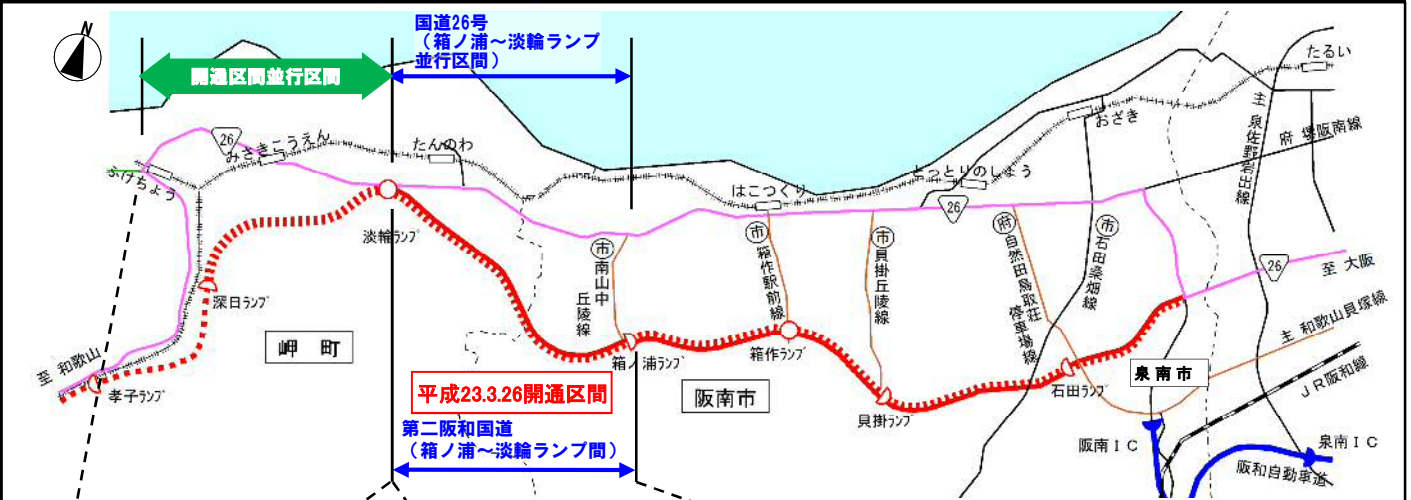 N
国道26号
(箱ノ浦～淡輪ランプ
並行区間)
開通区間並行区間
26
みさきこうえん
たんのわ
ふけちょう
淡輪ランプ
深日ランプ
岬 町
至 和歌山
孝子ランプ
はこつくり
とっとりのしょう
おざき
たるい
26
主 泉佐野岩出線
府 堺阪南線
市 南山中
丘陵線
市 箱作駅前線
市 貝掛丘陵線
府 自然田鳥取荘
停車場線
市 石田桑畑線
26
至 大阪
主 和歌山貝塚線
JR阪和線
箱ノ浦ランプ
箱作ランプ
貝掛ランプ
石田ランプ
泉南市
平成23.3.26開通区間
阪南市
第二阪和国道
(箱ノ浦～淡輪ランプ間)
阪南IC
泉南IC
阪和自動車道